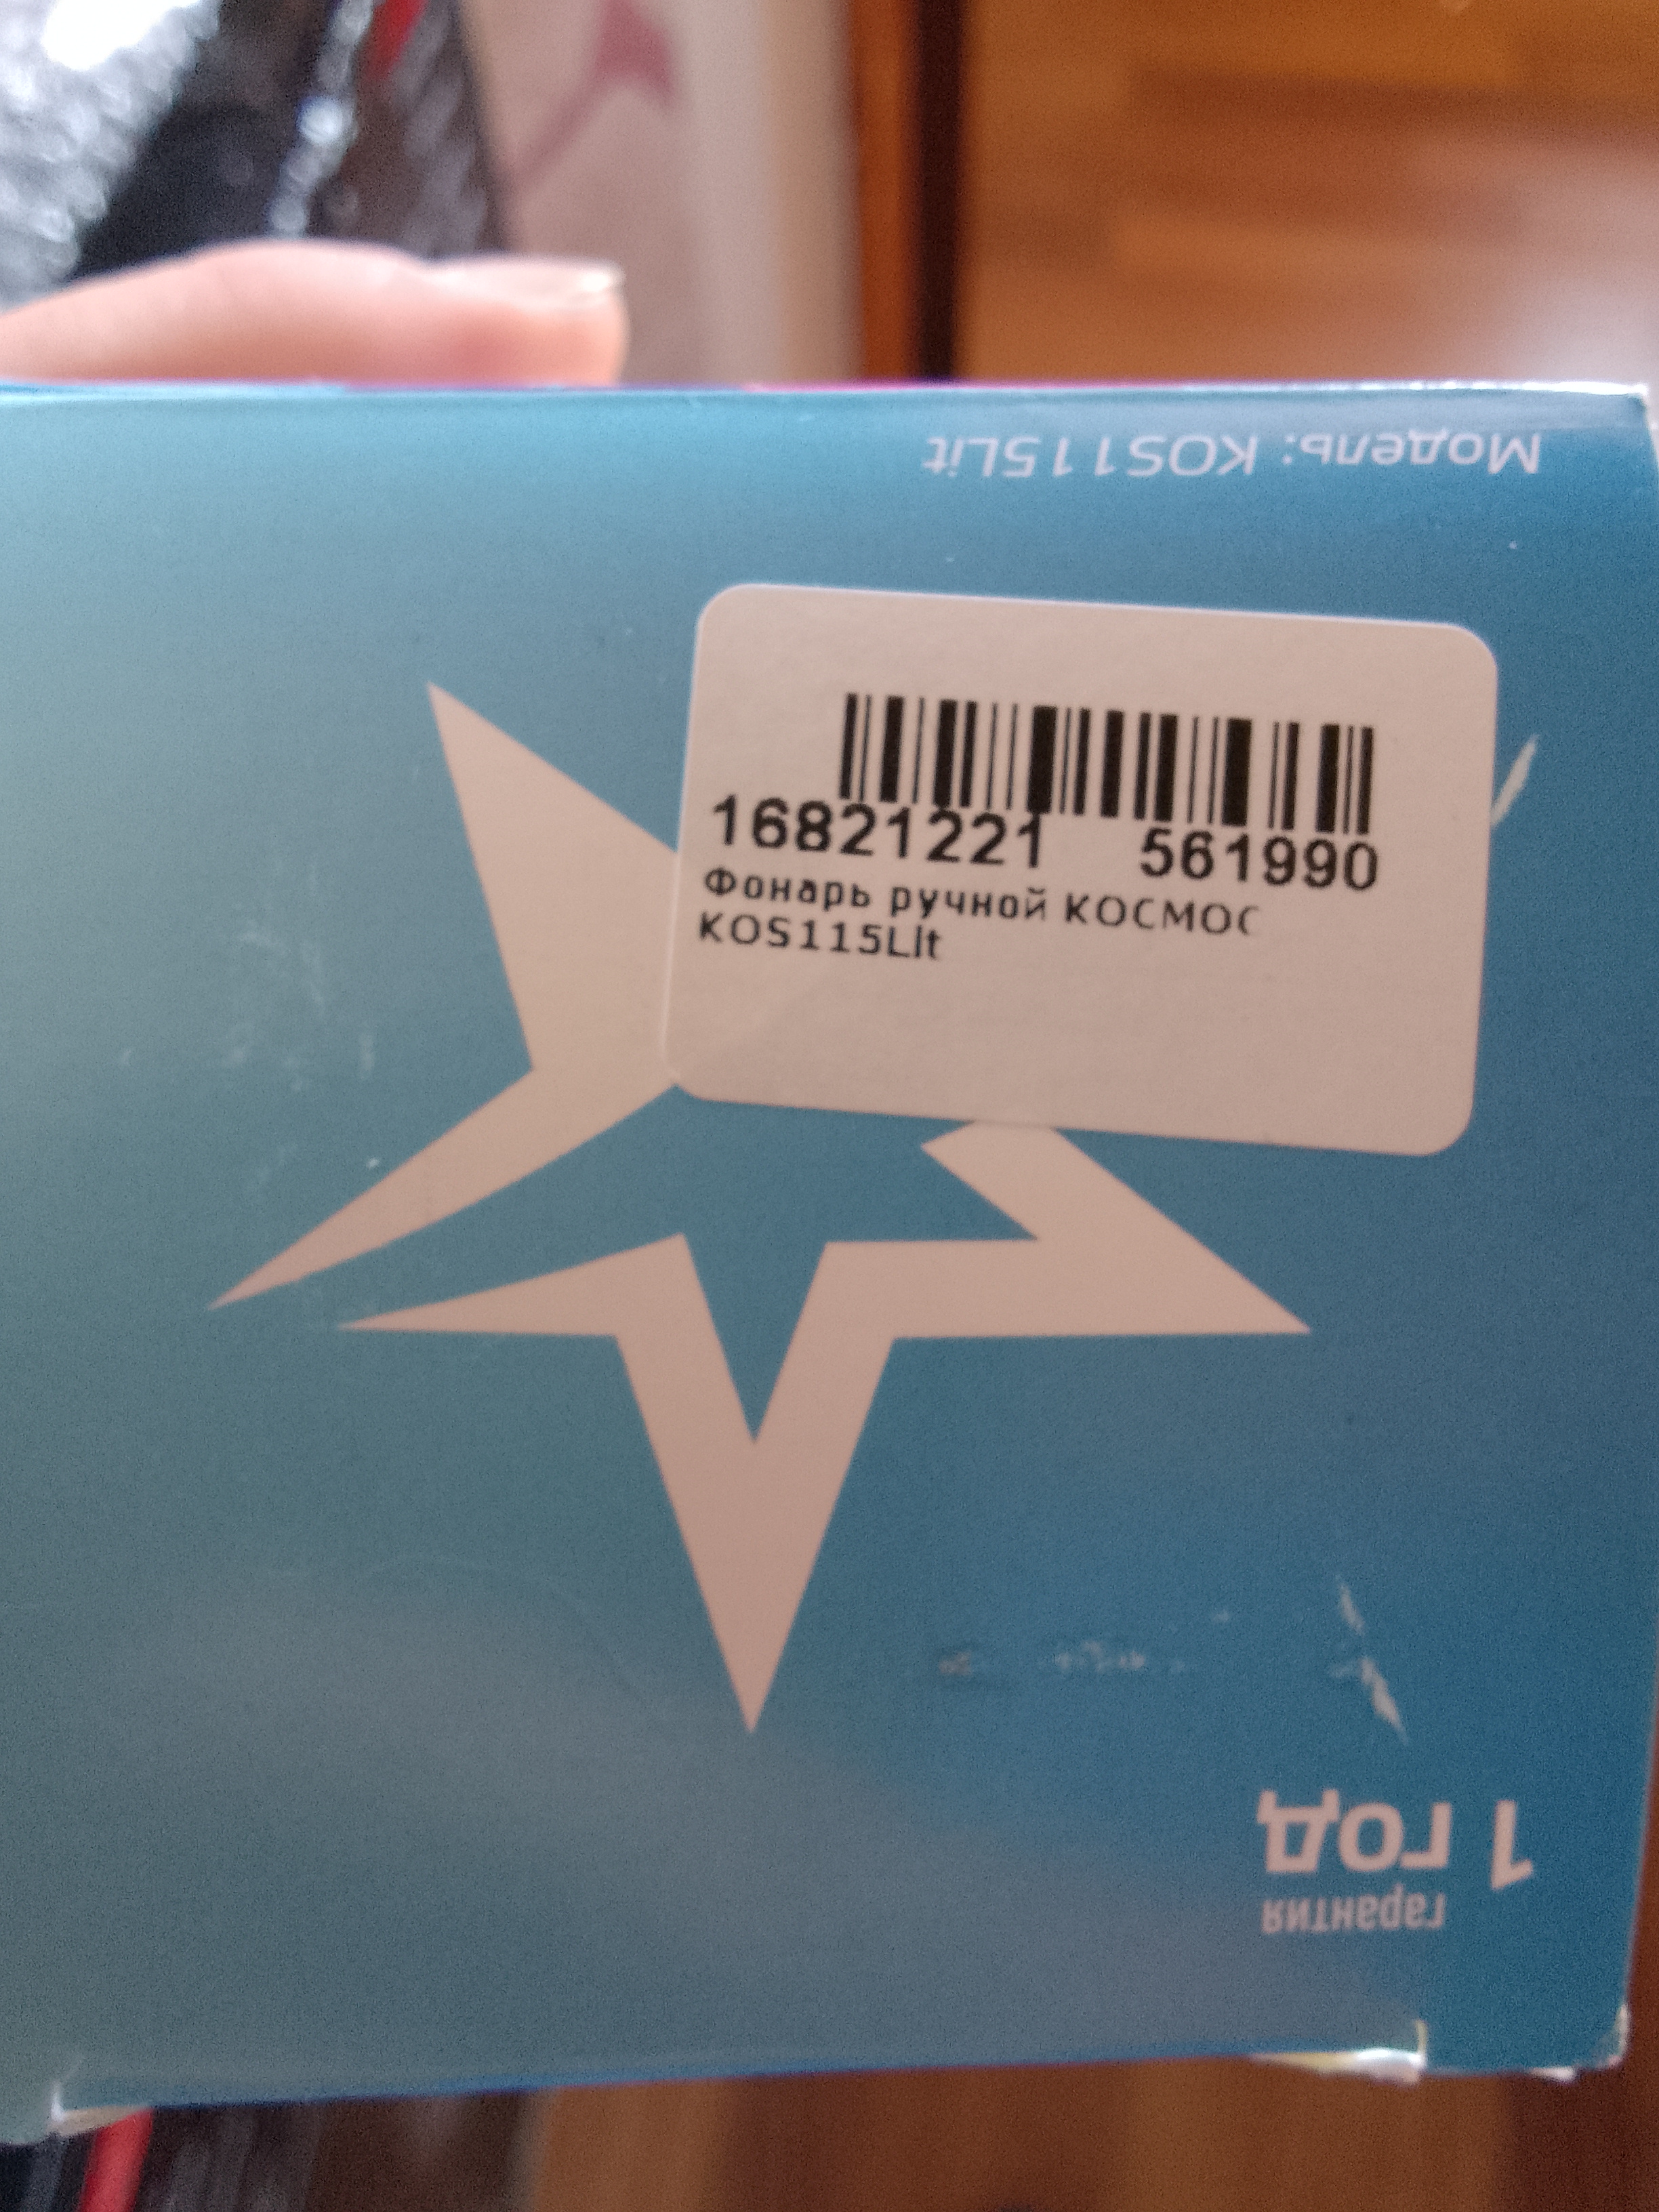 Модель: KOS115Lit
16821221 561990
Фонарь ручной КОСМОС
KOS115LIt
1 год
гарантия